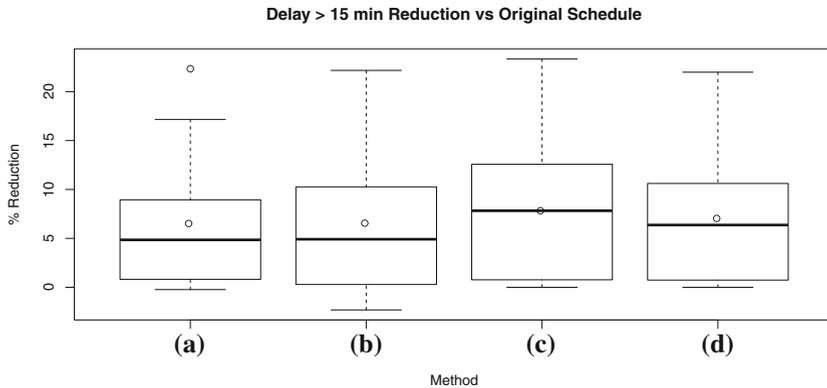 Delay > 15 min Reduction vs Original Schedule
% Reduction
20
15
10
5
0
(a) (b) (c) (d)
Method